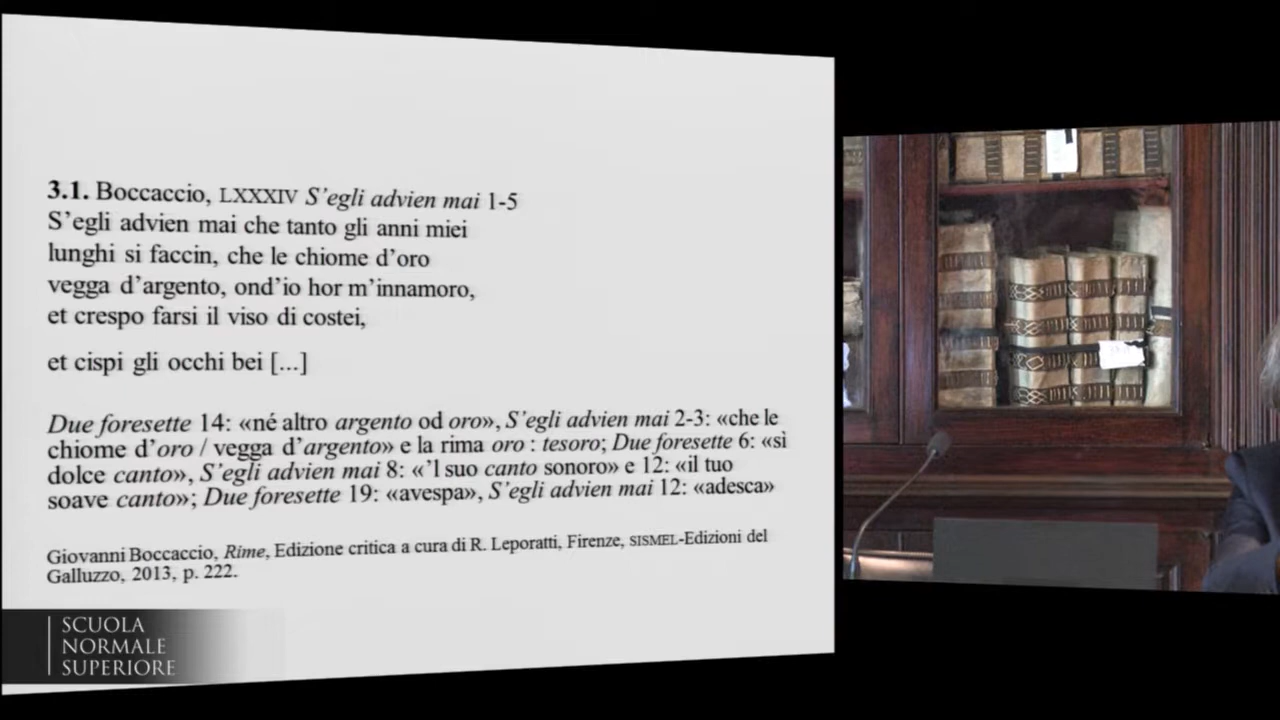 3.1. Boccaccio, LXXXIV S’egli advien mai 1-5
S’egli advien mai che tanto gli anni miei
lunghi si faccin, che le chiome d’oro
vegga d’argento, ond’io hor m’innamoro,
et crespo farsi il viso di costei,
et cispi gli occhi bei [...]
Due foresette 14: «né altro argento od oro», S’egli advien mai 2-3: «che le
chiome d’oro / vegga d’argento» e la rima oro : tesoro; Due foresette 6: «sì
dolce canto», S’egli advien mai 8: «’l suo canto sonoro» e 12: «il tuo
soave canto»; Due foresette 19: «avespa», S’egli advien mai 12: «adesca»
Giovanni Boccaccio, Rime, Edizione critica a cura di R. Leporatti, Firenze, SISMEL-Edizioni del
Galluzzo, 2013, p. 222.
SCUOLA
NORMALE
SUPERIORE